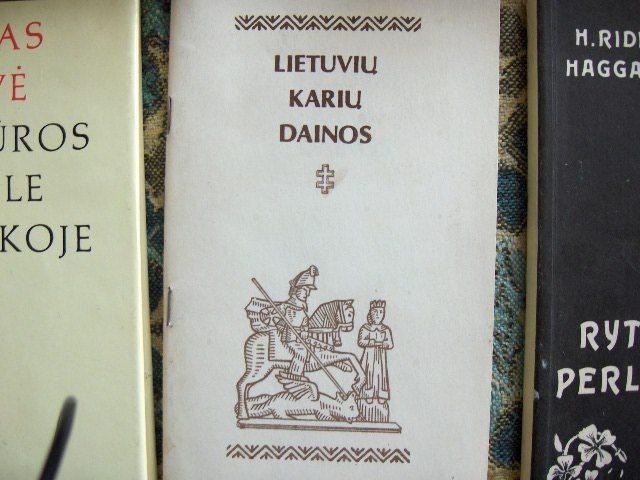 AS
VĖ
ŪROS
LE
KOJE
LIETUVIŲ
KARIŲ
DAINOS
H. RID
HAGGA
RYT
PERL